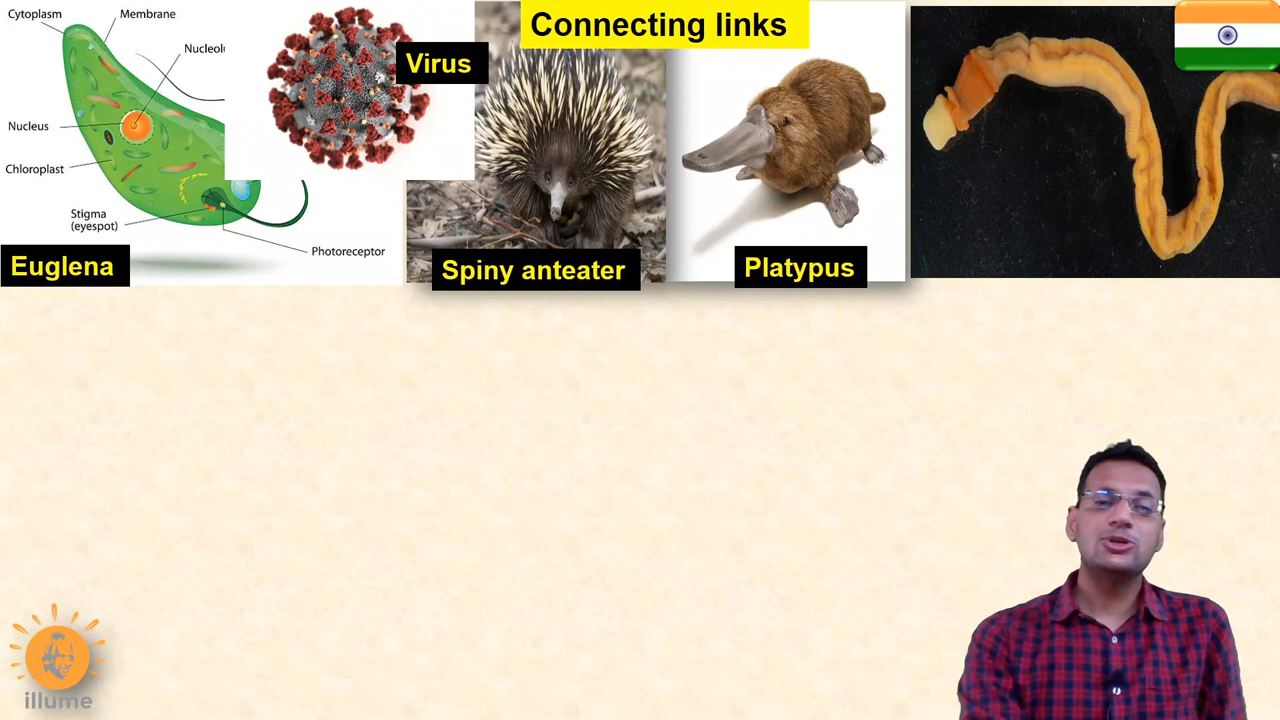 Connecting links
Cytoplasm
Membrane
Nucleol
Nucleus
Chloroplast
Stigma
(eyespot)
Photoreceptor
Euglena
Virus
Spiny anteater
Platypus
illume